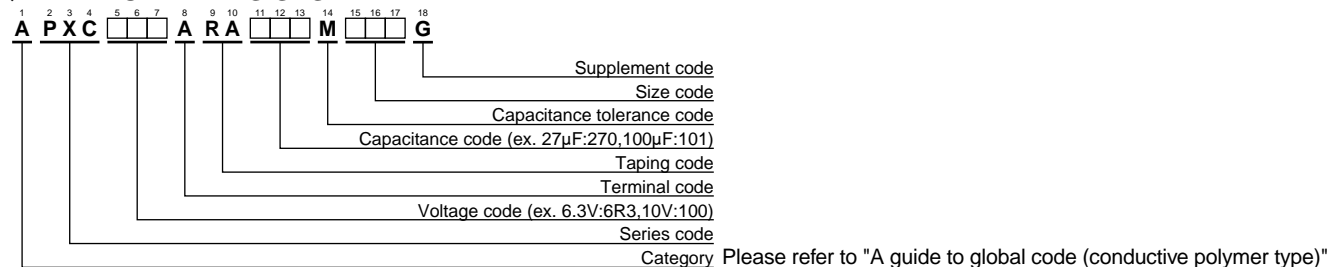 1 2 3 4 5 6 7 8 9 10 11 12 13 14 15 16 17 18
A PXC □□□ A RA □□□ M □□□ G
Supplement code
Size code
Capacitance tolerance code
Capacitance code (ex. 27μF:270,100μF:101)
Taping code
Terminal code
Voltage code (ex. 6.3V:6R3,10V:100)
Series code
Category Please refer to "A guide to global code (conductive polymer type)"